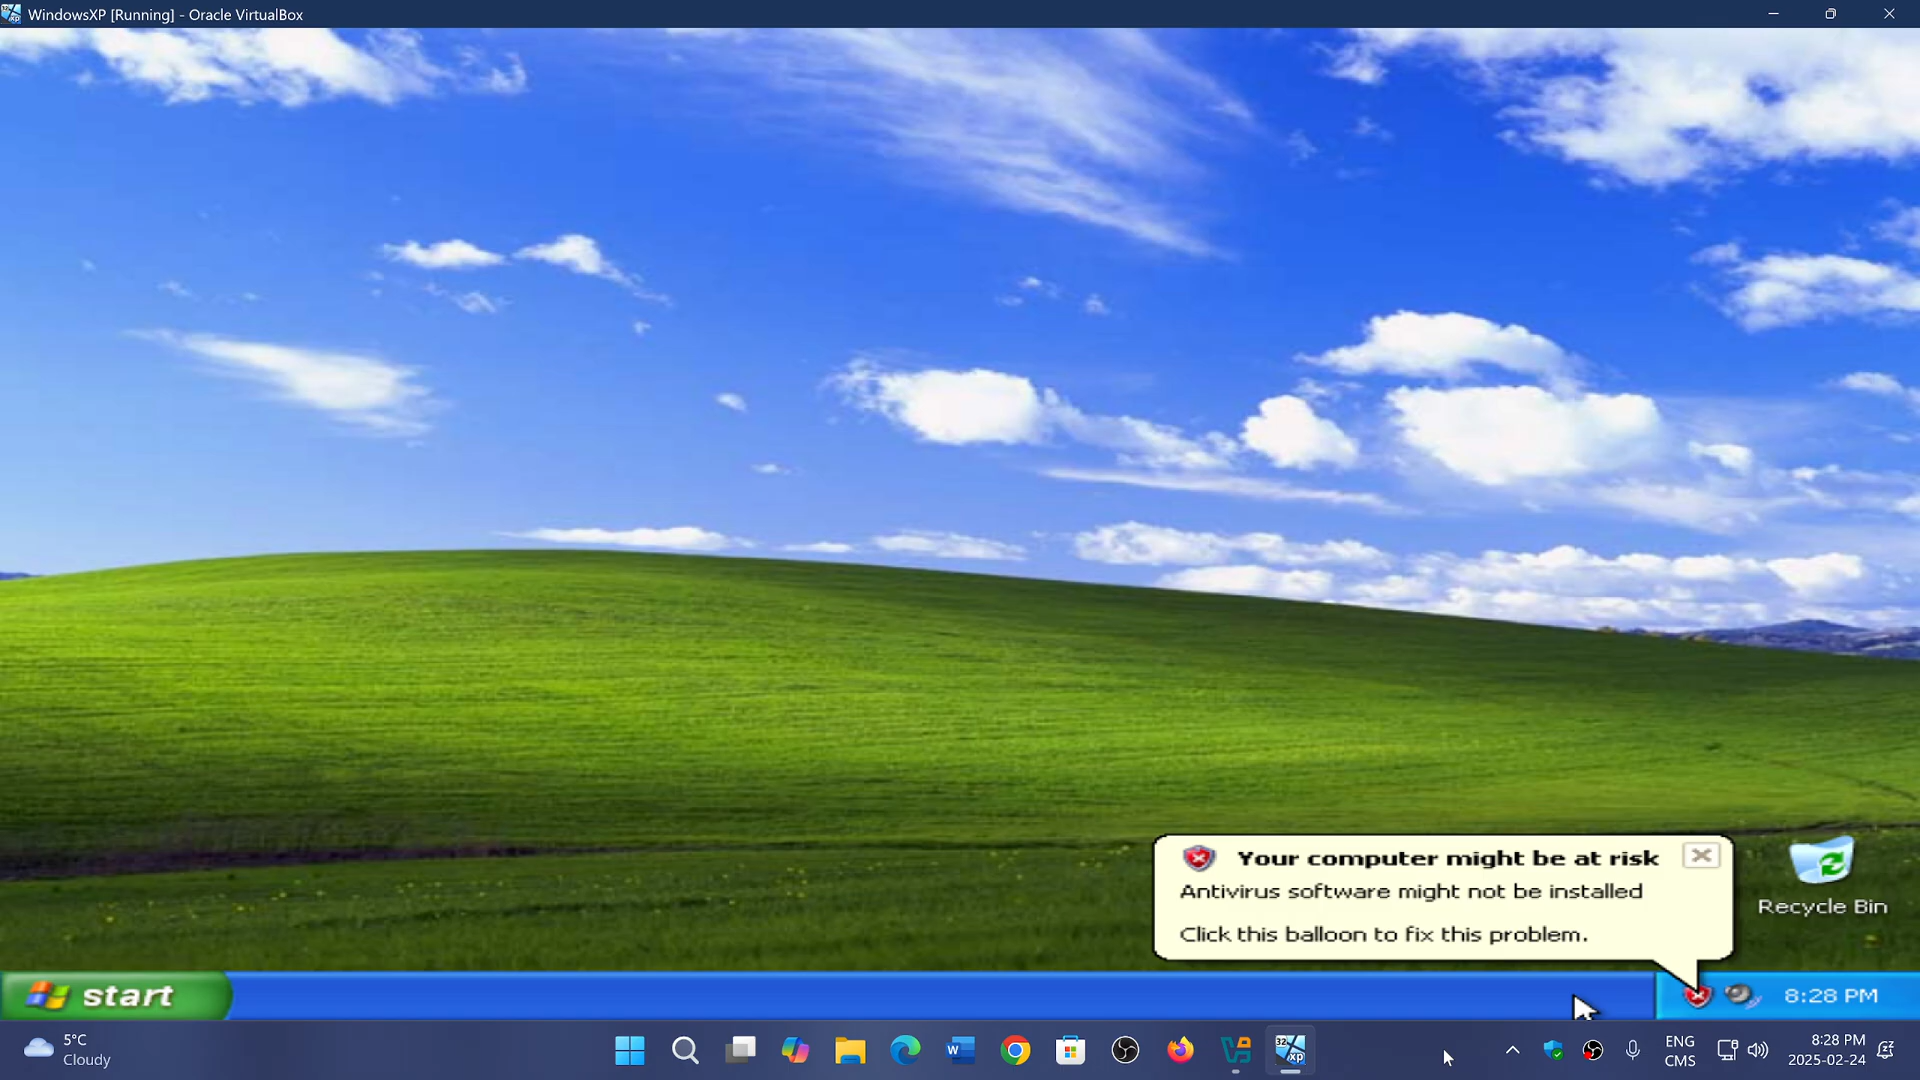 WindowsXP [Running] - Oracle VirtualBox
Your computer might be at risk
Antivirus software might not be installed
Click this balloon to fix this problem.
Recycle Bin
start
8:28 PM
5°C
Cloudy
W
32
xp
ENG
CMS
8:28 PM
2025-02-24